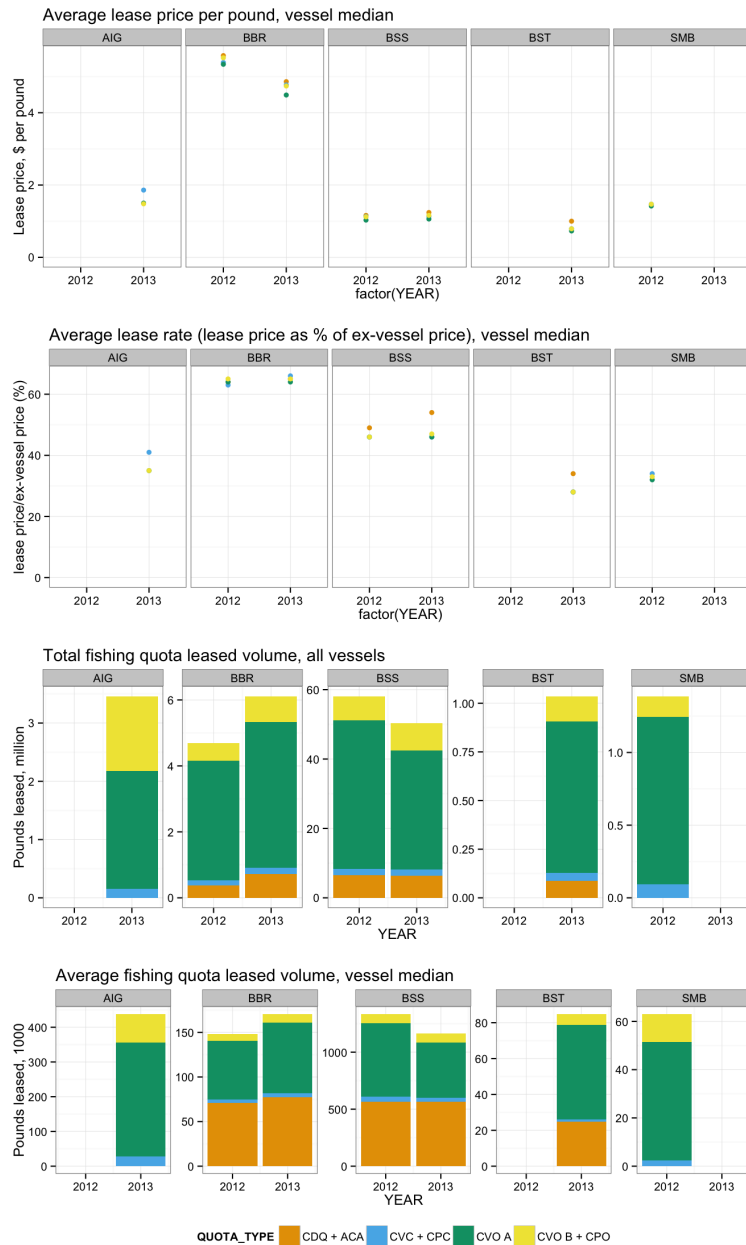 Average lease price per pound, vessel median
AIG BBR BSS BST SMB
Lease price, $ per pound
4
2
0
2012 2013 2012 2013 2012 2013 2012 2013 2012 2013
factor(YEAR)
Average lease rate (lease price as % of ex-vessel price), vessel median
AIG BBR BSS BST SMB
lease price/ex-vessel price (%)
60
40
20
0
2012 2013 2012 2013 2012 2013 2012 2013 2012 2013
factor(YEAR)
Total fishing quota leased volume, all vessels
AIG BBR BSS BST SMB
Pounds leased, million
3
2
1
0
6
4
2
0
60
40
20
0
1.00
0.75
0.50
0.25
0.00
1.0
0.5
0.0
2012 2013 2012 2013 2012 2013 2012 2013 2012 2013
YEAR
Average fishing quota leased volume, vessel median
AIG BBR BSS BST SMB
Pounds leased, 1000
400
300
200
100
0
150
100
50
0
1000
500
0
80
60
40
20
0
60
40
20
0
2012 2013 2012 2013 2012 2013 2012 2013 2012 2013
YEAR
QUOTA_TYPE CDQ + ACA CVC + CPC CVO A CVO B + CPO